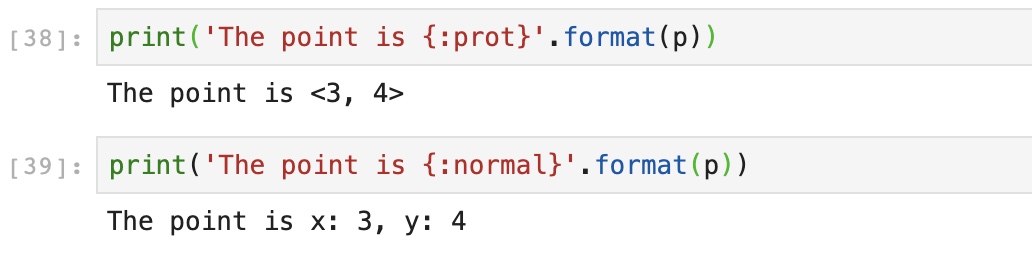 [38]: print('The point is {:prot}'.format(p))
The point is <3, 4>
[39]: print('The point is {:normal}'.format(p))
The point is x: 3, y: 4